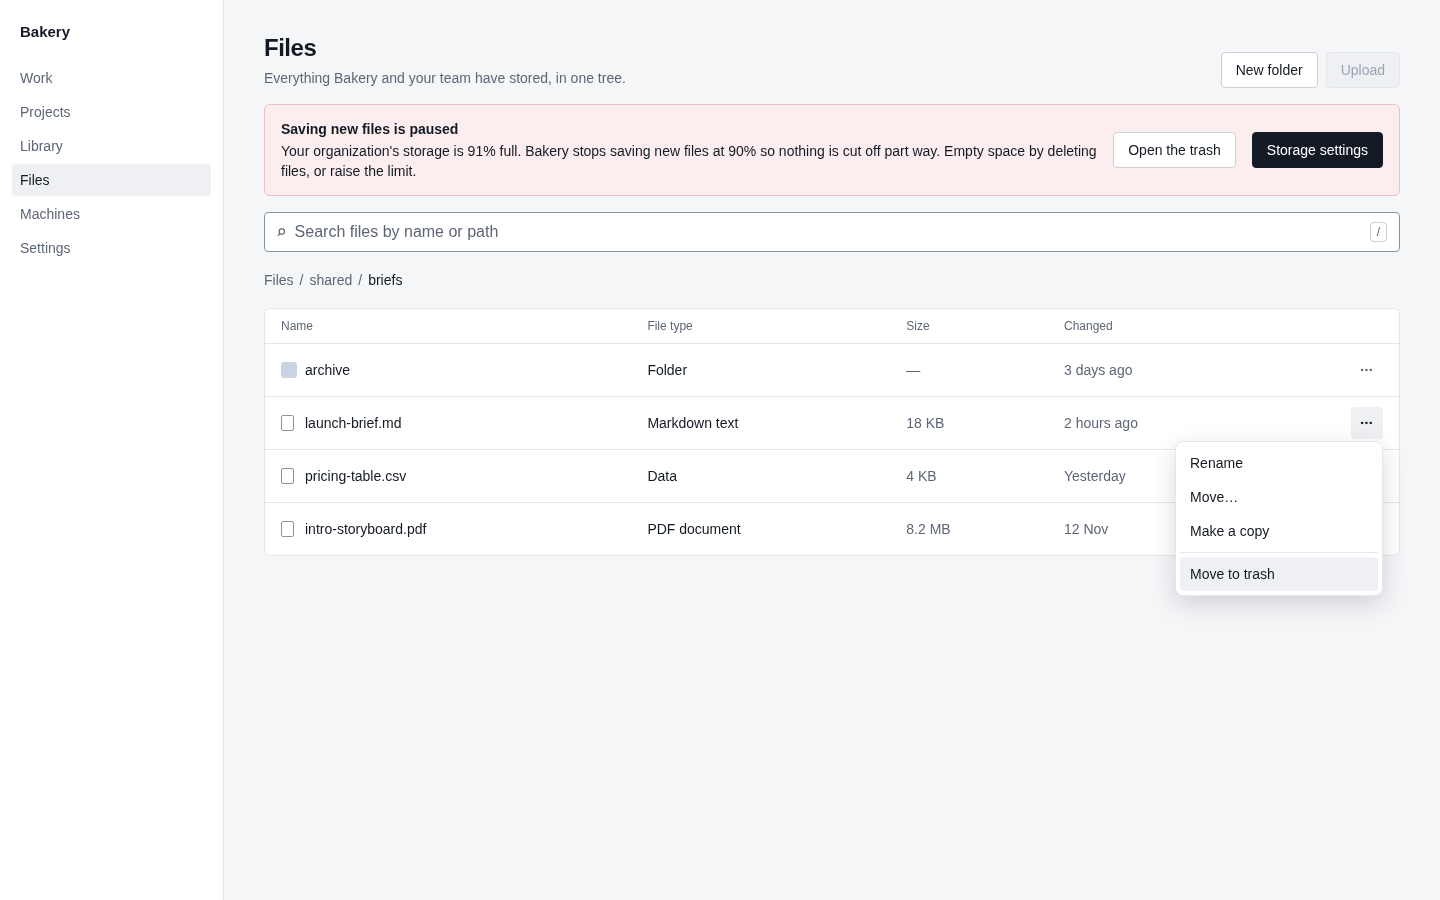 Bakery
Work
Projects
Library
Files
Machines
Settings
Files
Everything Bakery and your team have stored, in one tree.
New folder
Upload
Saving new files is paused
Your organization's storage is 91% full. Bakery stops saving new files at 90% so nothing is cut off part way. Empty space by deleting
files, or raise the limit.
Open the trash
Storage settings
Search files by name or path
/
Files / shared / briefs
Name File type Size Changed
archive Folder — 3 days ago
launch-brief.md Markdown text 18 KB 2 hours ago
pricing-table.csv Data 4 KB Yesterday
intro-storyboard.pdf PDF document 8.2 MB 12 Nov
Rename
Move…
Make a copy
Move to trash